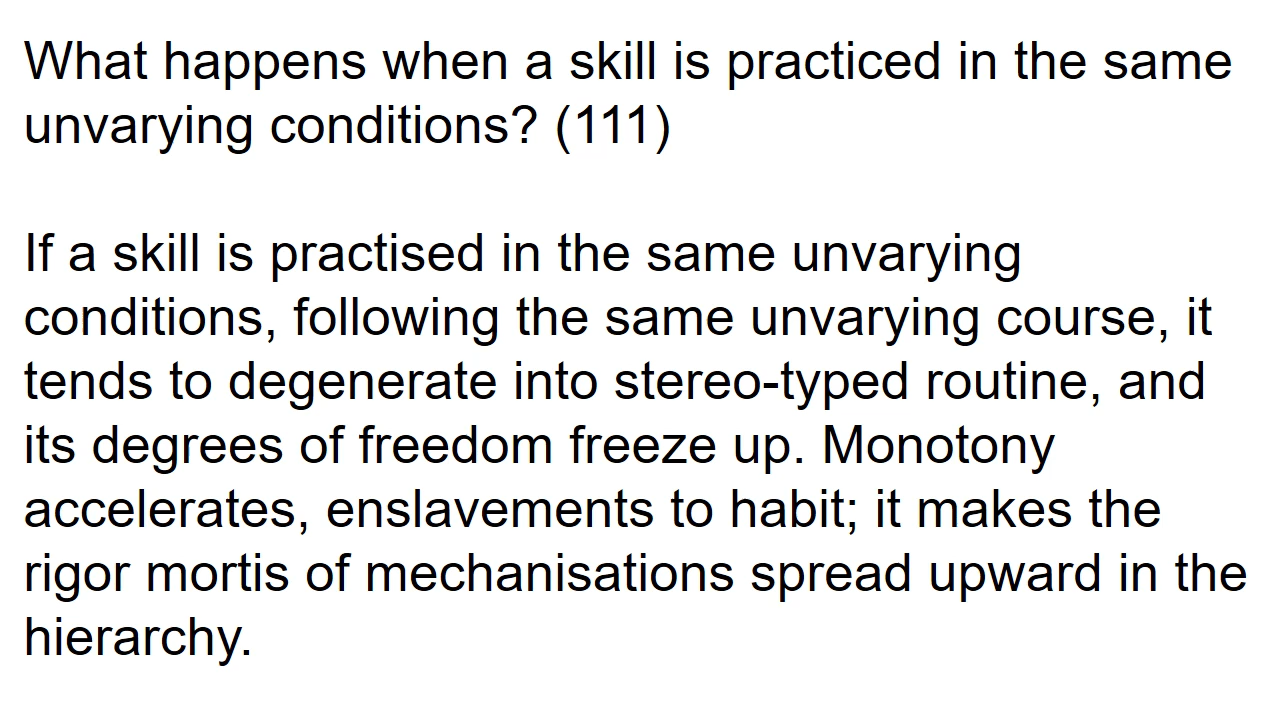 What happens when a skill is practiced in the same
unvarying conditions? (111)
If a skill is practised in the same unvarying
conditions, following the same unvarying course, it
tends to degenerate into stereo-typed routine, and
its degrees of freedom freeze up. Monotony
accelerates, enslavements to habit; it makes the
rigor mortis of mechanisations spread upward in the
hierarchy.